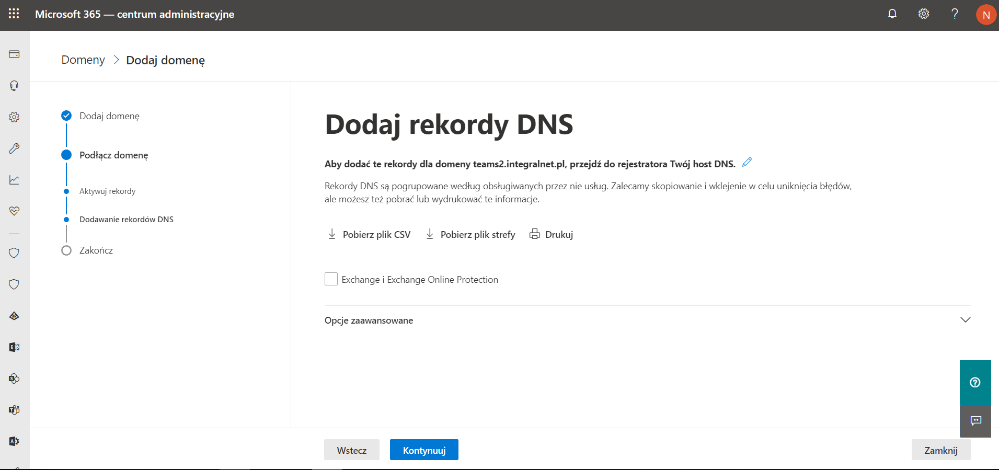 Microsoft 365 — centrum administracyjne
N
Domeny > Dodaj domenę
Dodaj domenę
Podłącz domenę
Aktywuj rekordy
Dodawanie rekordów DNS
Zakończ
Dodaj rekordy DNS
Aby dodać te rekordy dla domeny teams2.integralnet.pl, przejdź do rejestratora Twój host DNS.
Rekordy DNS są pogrupowane według obsługiwanych przez nie usług. Zalecamy skopiowanie i wklejenie w celu uniknięcia błędów,
ale możesz też pobrać lub wydrukować te informacje.
Pobierz plik CSV Pobierz plik strefy Drukuj
Exchange i Exchange Online Protection
Opcje zaawansowane
Wstecz Kontynuuj Zamknij